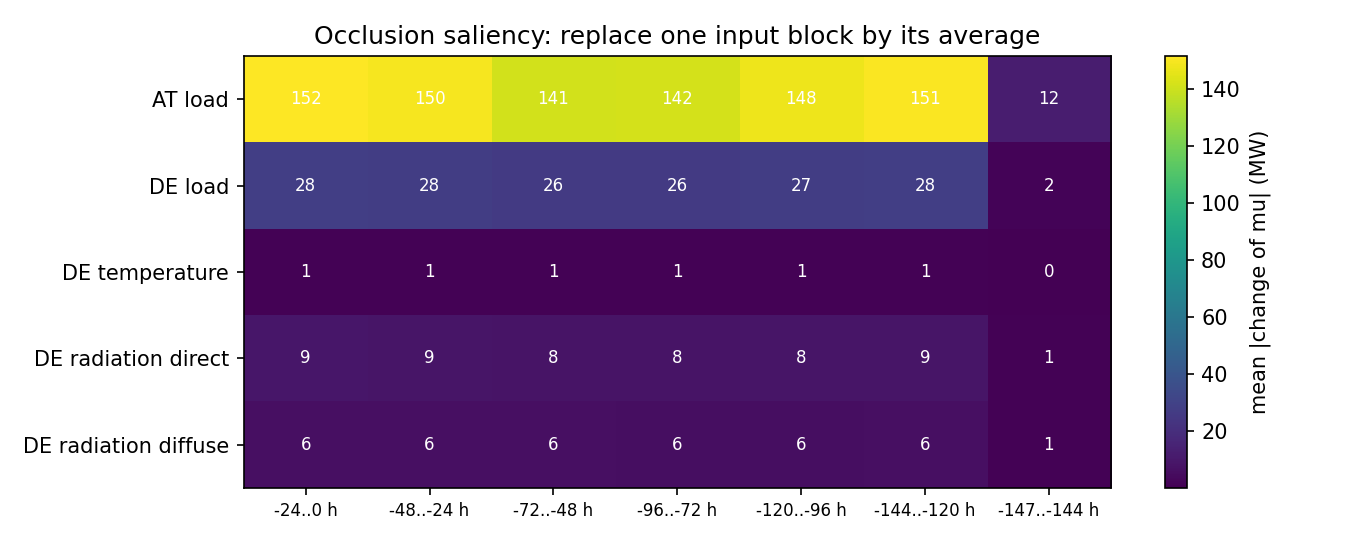 Occlusion saliency: replace one input block by its average
AT load 152 150 141 142 148 151 12
DE load 28 28 26 26 27 28 2
DE temperature 1 1 1 1 1 1 0
DE radiation direct 9 9 8 8 8 9 1
DE radiation diffuse 6 6 6 6 6 6 1
-24..0 h -48..-24 h -72..-48 h -96..-72 h -120..-96 h -144..-120 h -147..-144 h
140
120
100
80
60
40
20
mean |change of mu| (MW)